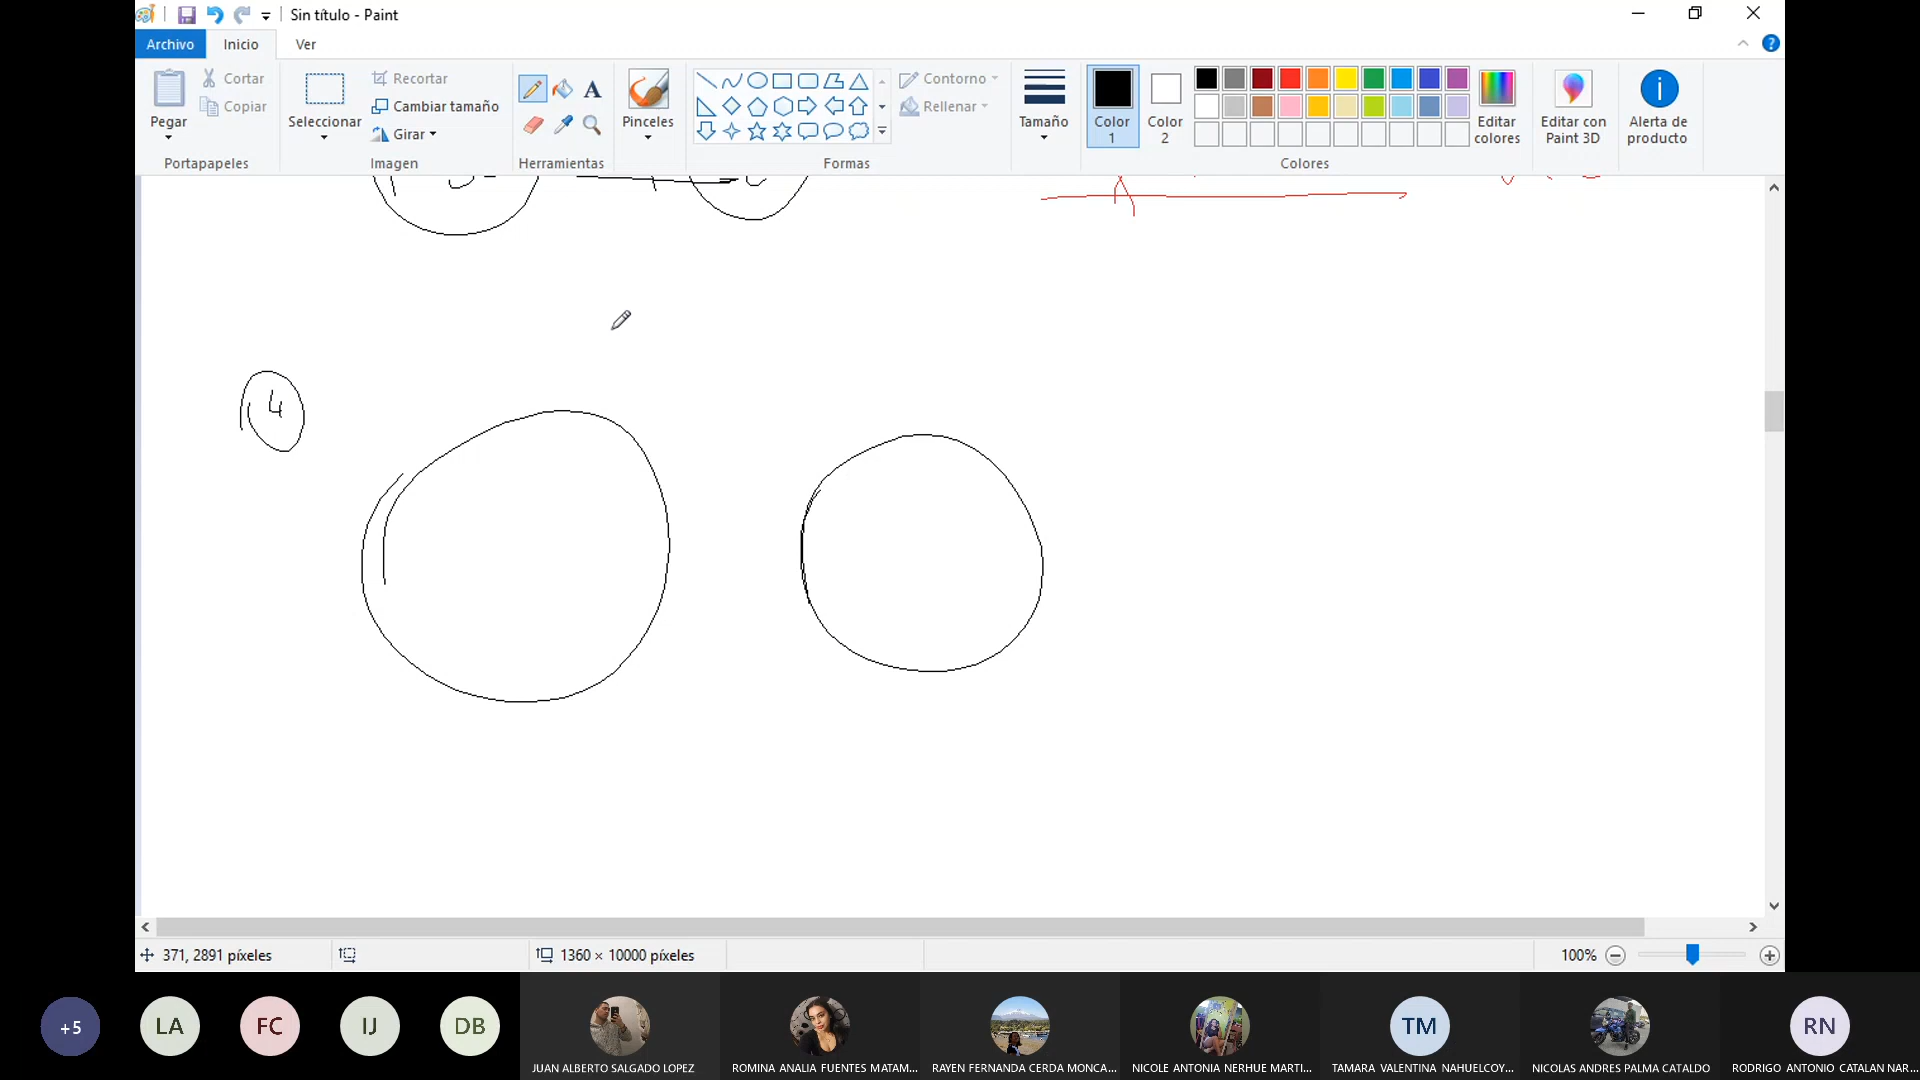 Sin título - Paint
Archivo
Inicio
Ver
Pegar
Cortar
Copiar
Portapapeles
Seleccionar
Recortar
Cambiar tamaño
Girar
Imagen
A
Herramientas
Pinceles
Contorno
Rellenar
Formas
Tamaño
Color
1
Color
2
Editar
colores
Colores
Editar con
Paint 3D
Alerta de
producto
4
371, 2891 píxeles
1360 × 10000 píxeles
100%
+5
LA
FC
IJ
DB
TM
RN
JUAN ALBERTO SALGADO LOPEZ
ROMINA ANALIA FUENTES MATAM...
RAYEN FERNANDA CERDA MONCA...
NICOLE ANTONIA NERHUE MARTI...
TAMARA VALENTINA NAHUELCOY...
NICOLAS ANDRES PALMA CATALDO
RODRIGO ANTONIO CATALAN NAR...